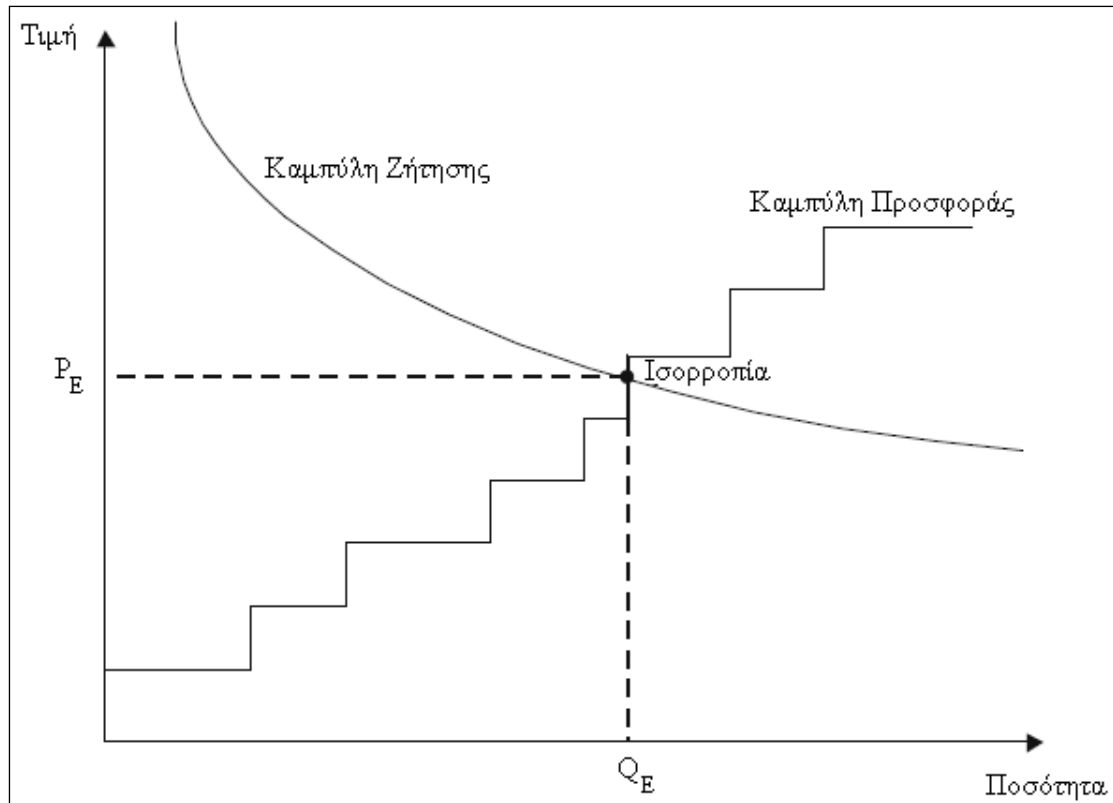 Τιμή
Καμπύλη Ζήτησης
Καμπύλη Προσφοράς
P_E
Ισορροπία
Q_E
Ποσότητα